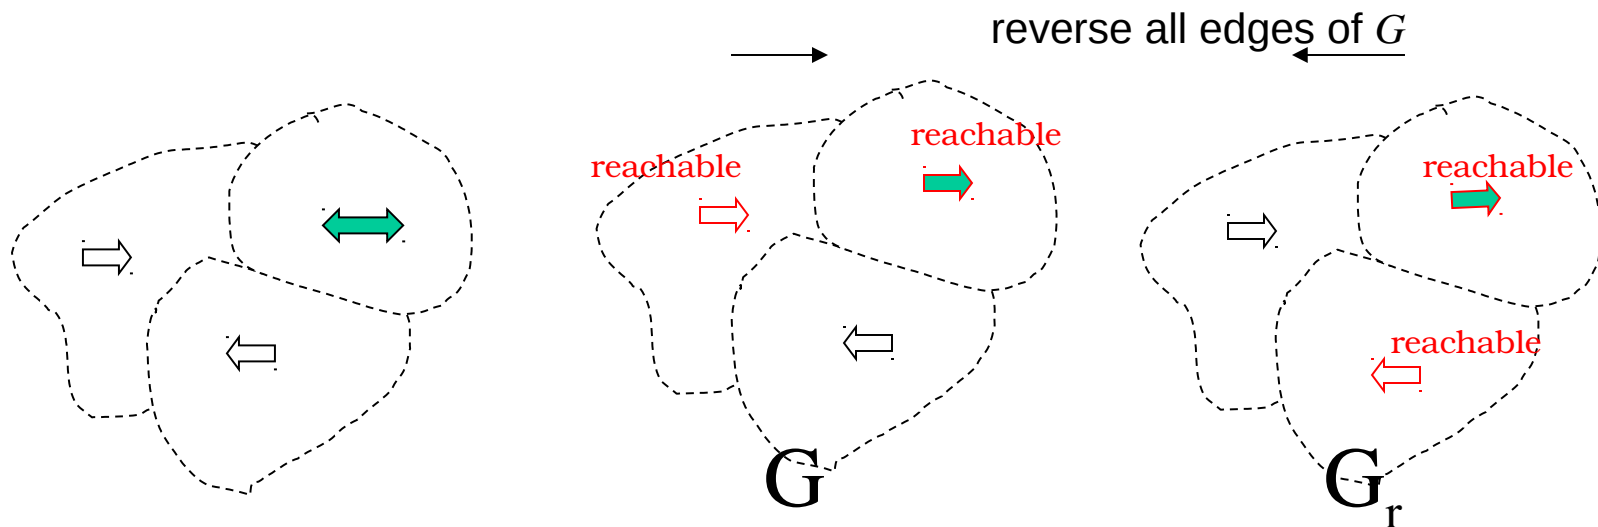 reverse all edges of G
reachable
reachable
reachable
reachable
G
Gr